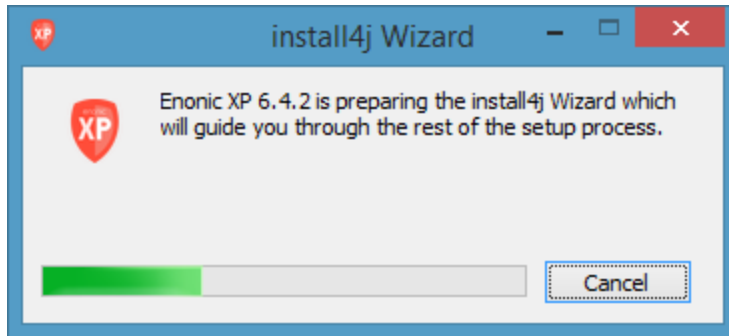 install4j Wizard
Enonic XP 6.4.2 is preparing the install4j Wizard which
will guide you through the rest of the setup process.
XP
Cancel